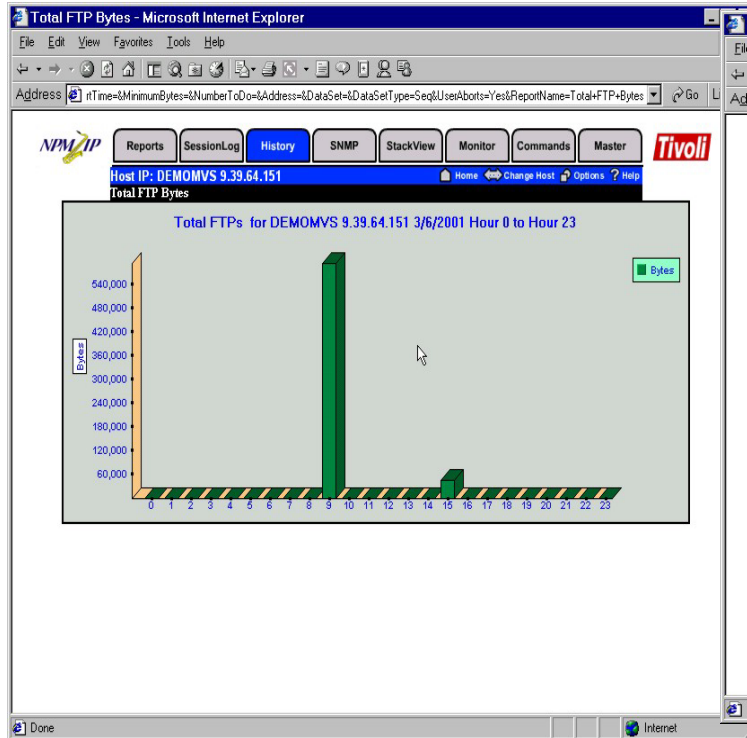 Total FTP Bytes - Microsoft Internet Explorer
File Edit View Favorites Tools Help
Address rtTime=&MinimumBytes=&NumberToDo=&Address=&DataSet=&DataSetType=Seq&UserAborts=Yes&ReportName=Total+FTP+Bytes Go
NPM IP Reports SessionLog History SNMP StackView Monitor Commands Master Tivoli
Host IP: DEMOMVS 9.39.64.151 Home Change Host Options ? Help
Total FTP Bytes
Total FTPs for DEMOMVS 9.39.64.151 3/6/2001 Hour 0 to Hour 23
Bytes
540,000
480,000
420,000
360,000
300,000
240,000
180,000
120,000
60,000
Bytes
0 1 2 3 4 5 6 7 8 9 10 11 12 13 14 15 16 17 18 19 20 21 22 23
Done Internet